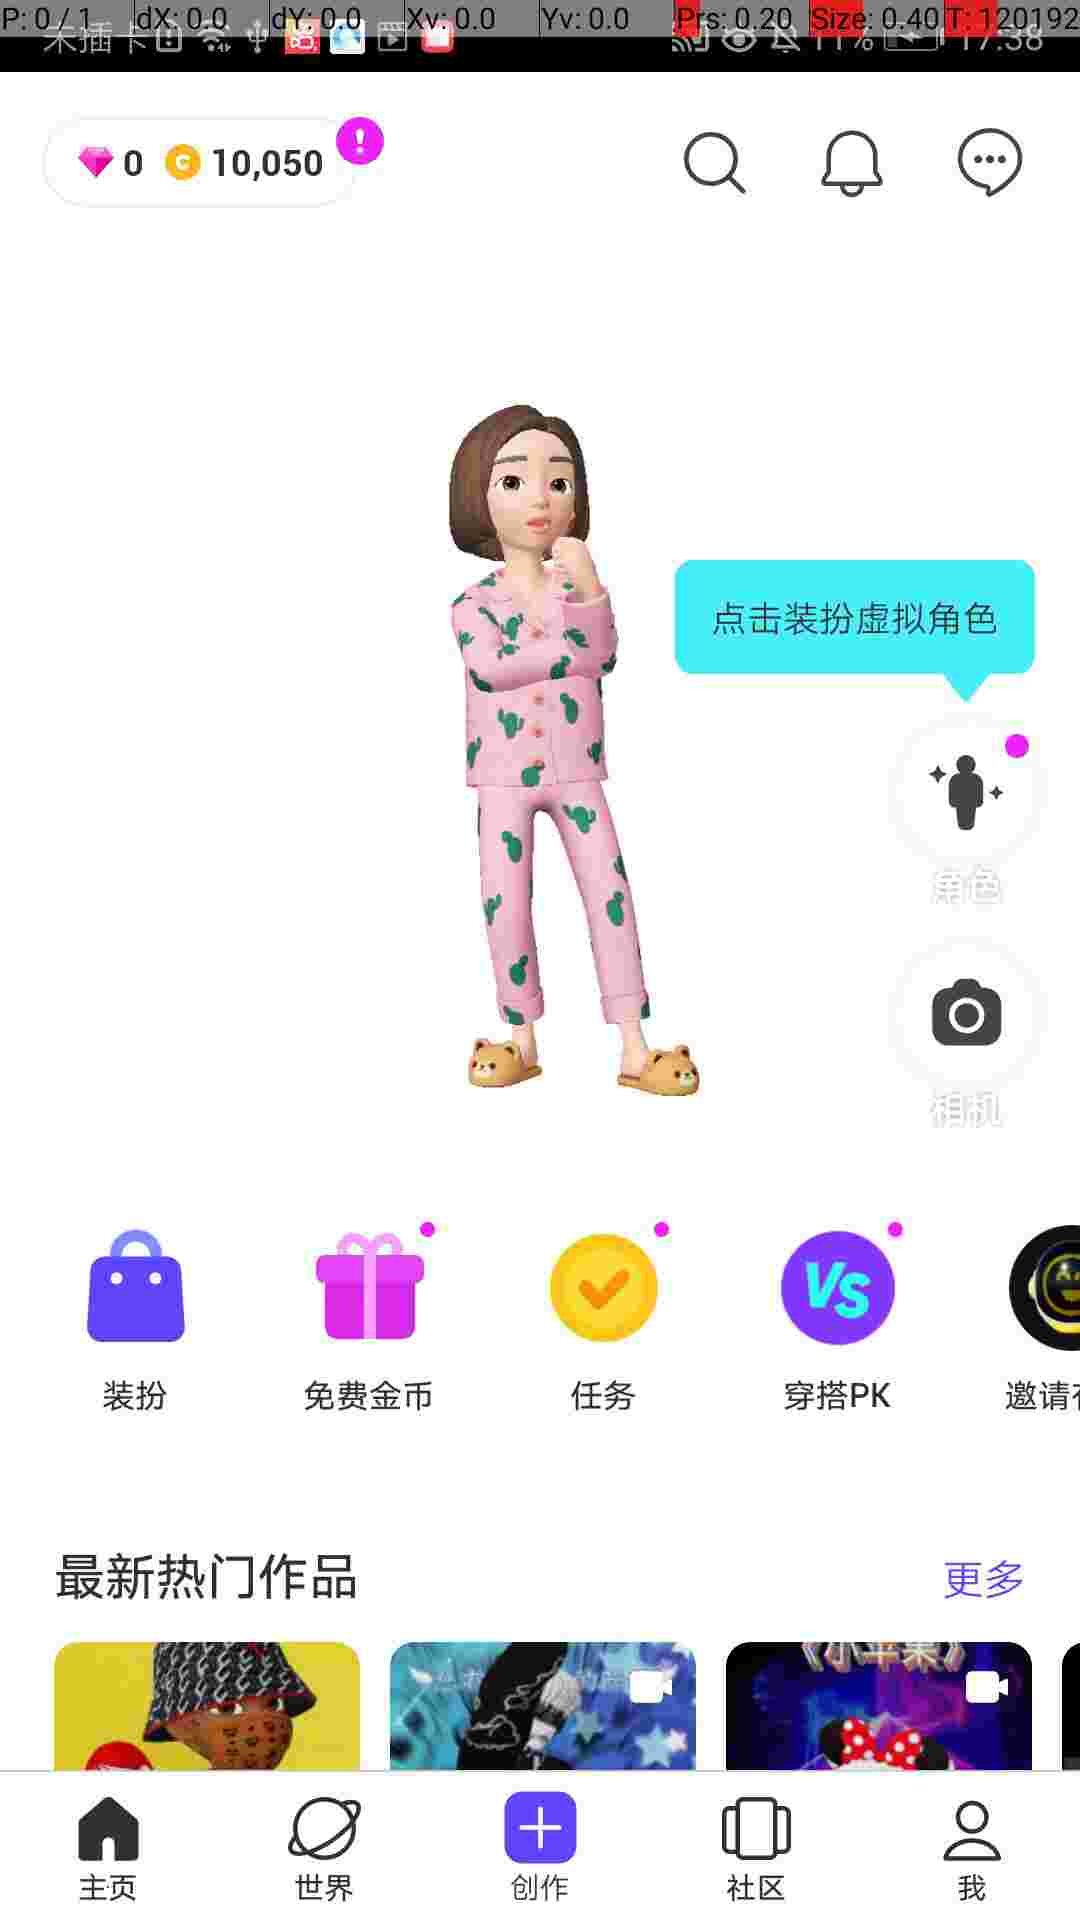 P: 0 / 1 dX: 0.0 dY: 0.0 Xv: 0.0 Yv: 0.0 Prs: 0.20 Size: 0.40 T: 120192
未插卡 11% 17:38
0 10,050
点击装扮虚拟角色
角色
相机
装扮 免费金币 任务 穿搭PK 邀请
最新热门作品 更多
《小苹果》
主页 世界 创作 社区 我